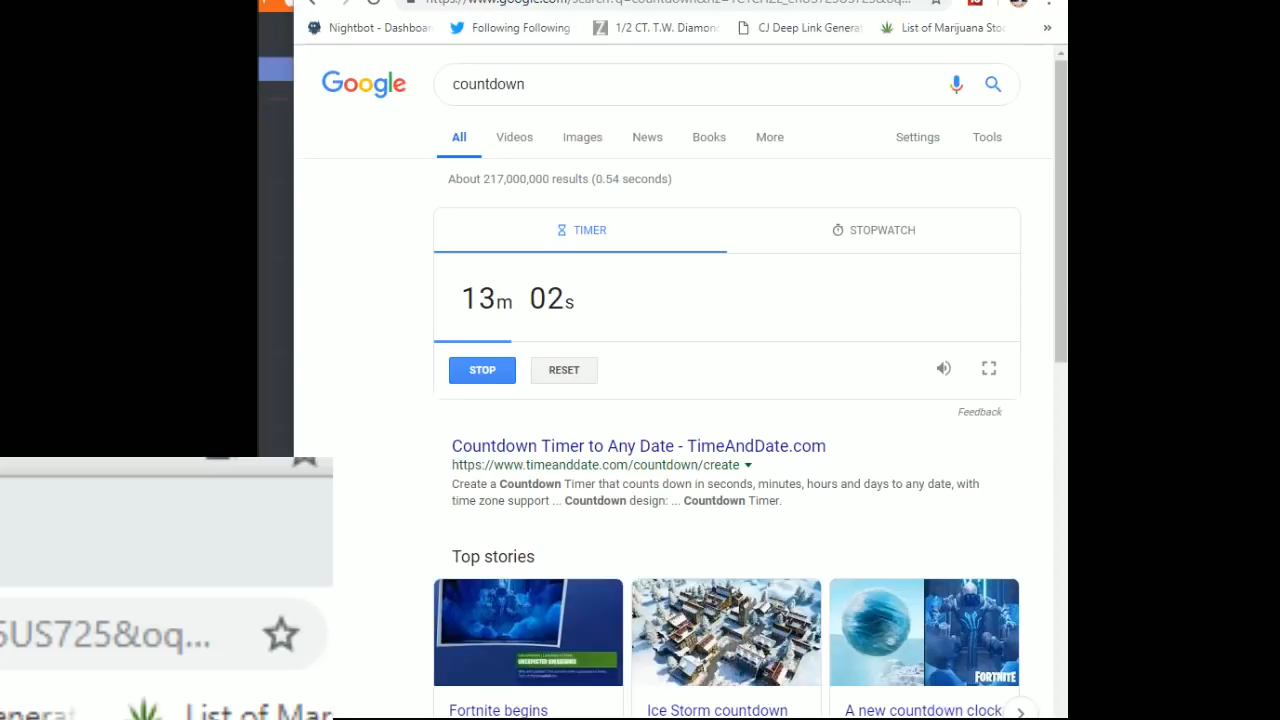 Nightbot - Dashboar
Following Following
1/2 CT. T.W. Diamon
CJ Deep Link Genera
List of Marijuana Stoc
»
Google
countdown
All Videos Images News Books More Settings Tools
About 217,000,000 results (0.54 seconds)
TIMER STOPWATCH
13m 02s
STOP RESET
Feedback
Countdown Timer to Any Date - TimeAndDate.com
https://www.timeanddate.com/countdown/create
Create a Countdown Timer that counts down in seconds, minutes, hours and days to any date, with
time zone support ... Countdown design: ... Countdown Timer.
Top stories
UNEXPECTED
FORTNITE
Fortnite begins
Ice Storm countdown
A new countdown clock
5US725&oq...
enerat
List of Mar